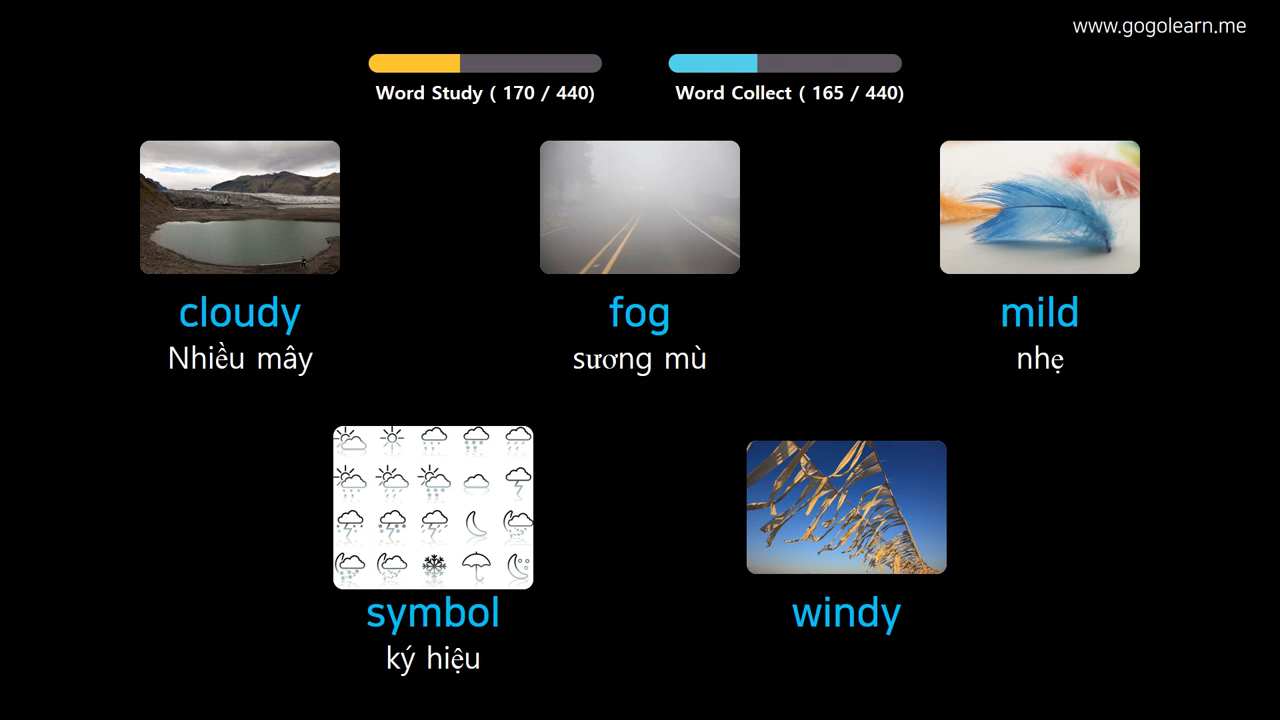 www.gogolearn.me
Word Study ( 170 / 440)
Word Collect ( 165 / 440)
cloudy
Nhiều mây
fog
sương mù
mild
nhẹ
symbol
ký hiệu
windy